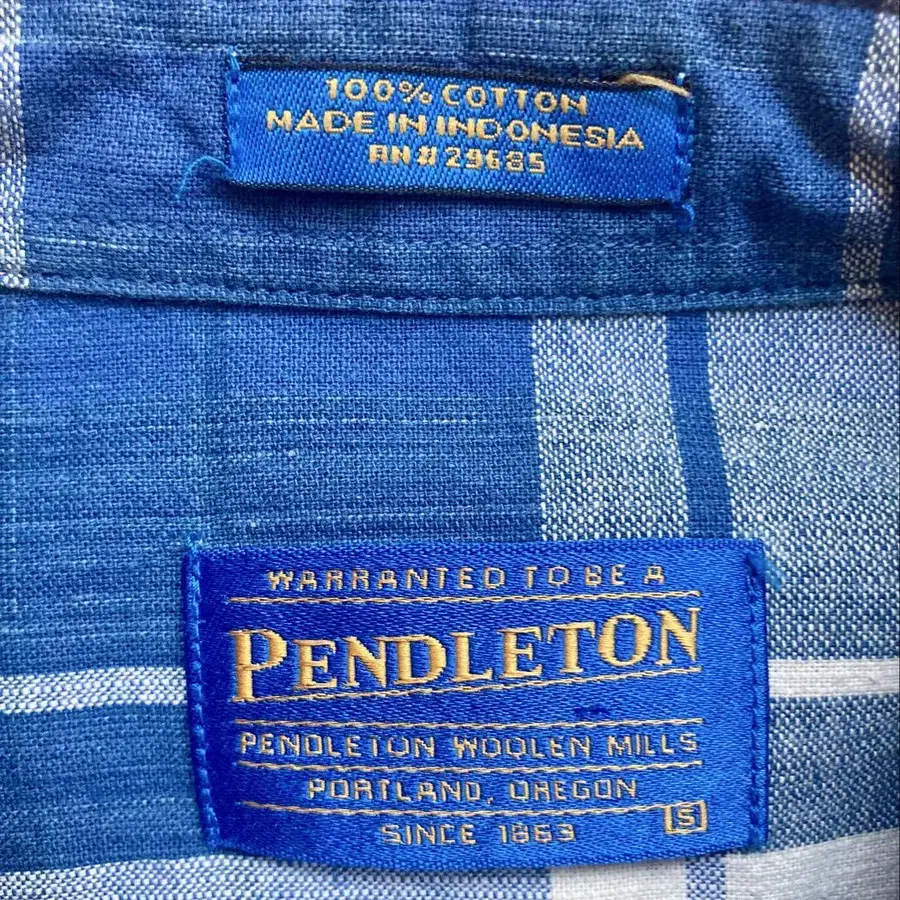 100% COTTON
MADE IN INDONESIA
RN# 29685
WARRANTED TO BE A
PENDLETON
PENDLETON WOOLEN MILLS
PORTLAND, OREGON
SINCE 1863
S